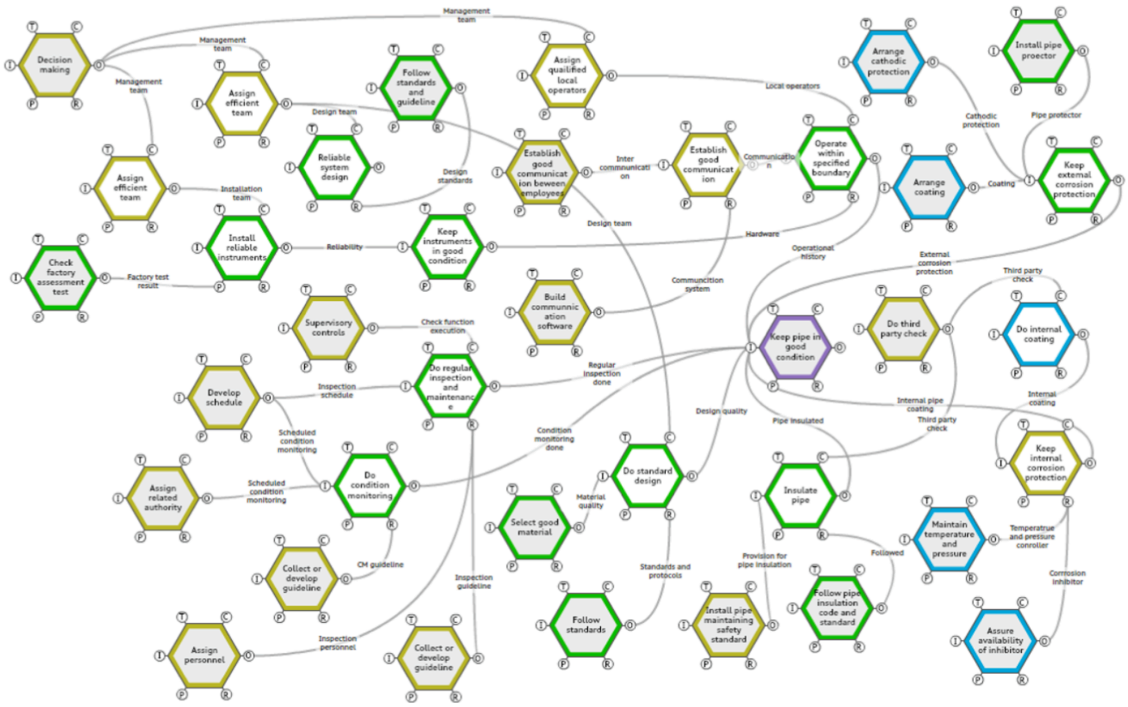 Management
team
Management
team
Management
team
Decision
making
Assign
efficient
team
Follow
standards
and
guideline
Assign
quailified
local
operators
Arrange
cathodic
protection
Install pipe
proector
Local operators
Design team
Cathodic
protection
Pipe protector
Reliable
system
design
Establish
good
communicat
ion beween
employees
Inter
commnunicati
on
Establish
good
communicat
ion
Communicatio
n
Operate
within
specified
boundary
Arrange
coating
Coating
Keep
external
corrosion
protection
Assign
efficient
team
Installation
team
Design
standards
Design team
Install
reliable
instruments
Reliability
Keep
instruments
in good
condition
Hardware
Operational
history
External
corrosion
protection
Check
factory
assessment
test
Factory test
result
Communcition
system
Third party
check
Build
communnic
ation
software
Supervisory
controls
Check function
execution
Keep pipe in
good
condition
Do third
party check
Do internal
coating
Develop
schedule
Inspection
schedule
Do regular
inspection
and
maintenanc
e
Regular
inspection
done
Design quality
Internal pipe
coating
Third party
check
Internal
coating
Pipe insulated
Scheduled
condition
monitoring
Condition
monitoring
done
Assign
related
authority
Scheduled
condition
monitoring
Do
condition
monitoring
Do standard
design
Insulate
pipe
Keep
internal
corrosion
protection
Material
quality
Select good
material
Maintain
temperature
and
pressure
Temperatrue
and pressure
conroller
CM guideline
Collect or
develop
guideline
Inspection
guideline
Standards and
protocols
Provision for
pipe insulation
Followed
Corrosion
inhibitor
Follow
standards
Install pipe
maintaining
safety
standard
Follow pipe
insulation
code and
standard
Assure
availability
of inhibitor
Assign
personnel
Inspection
personnel
Collect or
develop
guideline